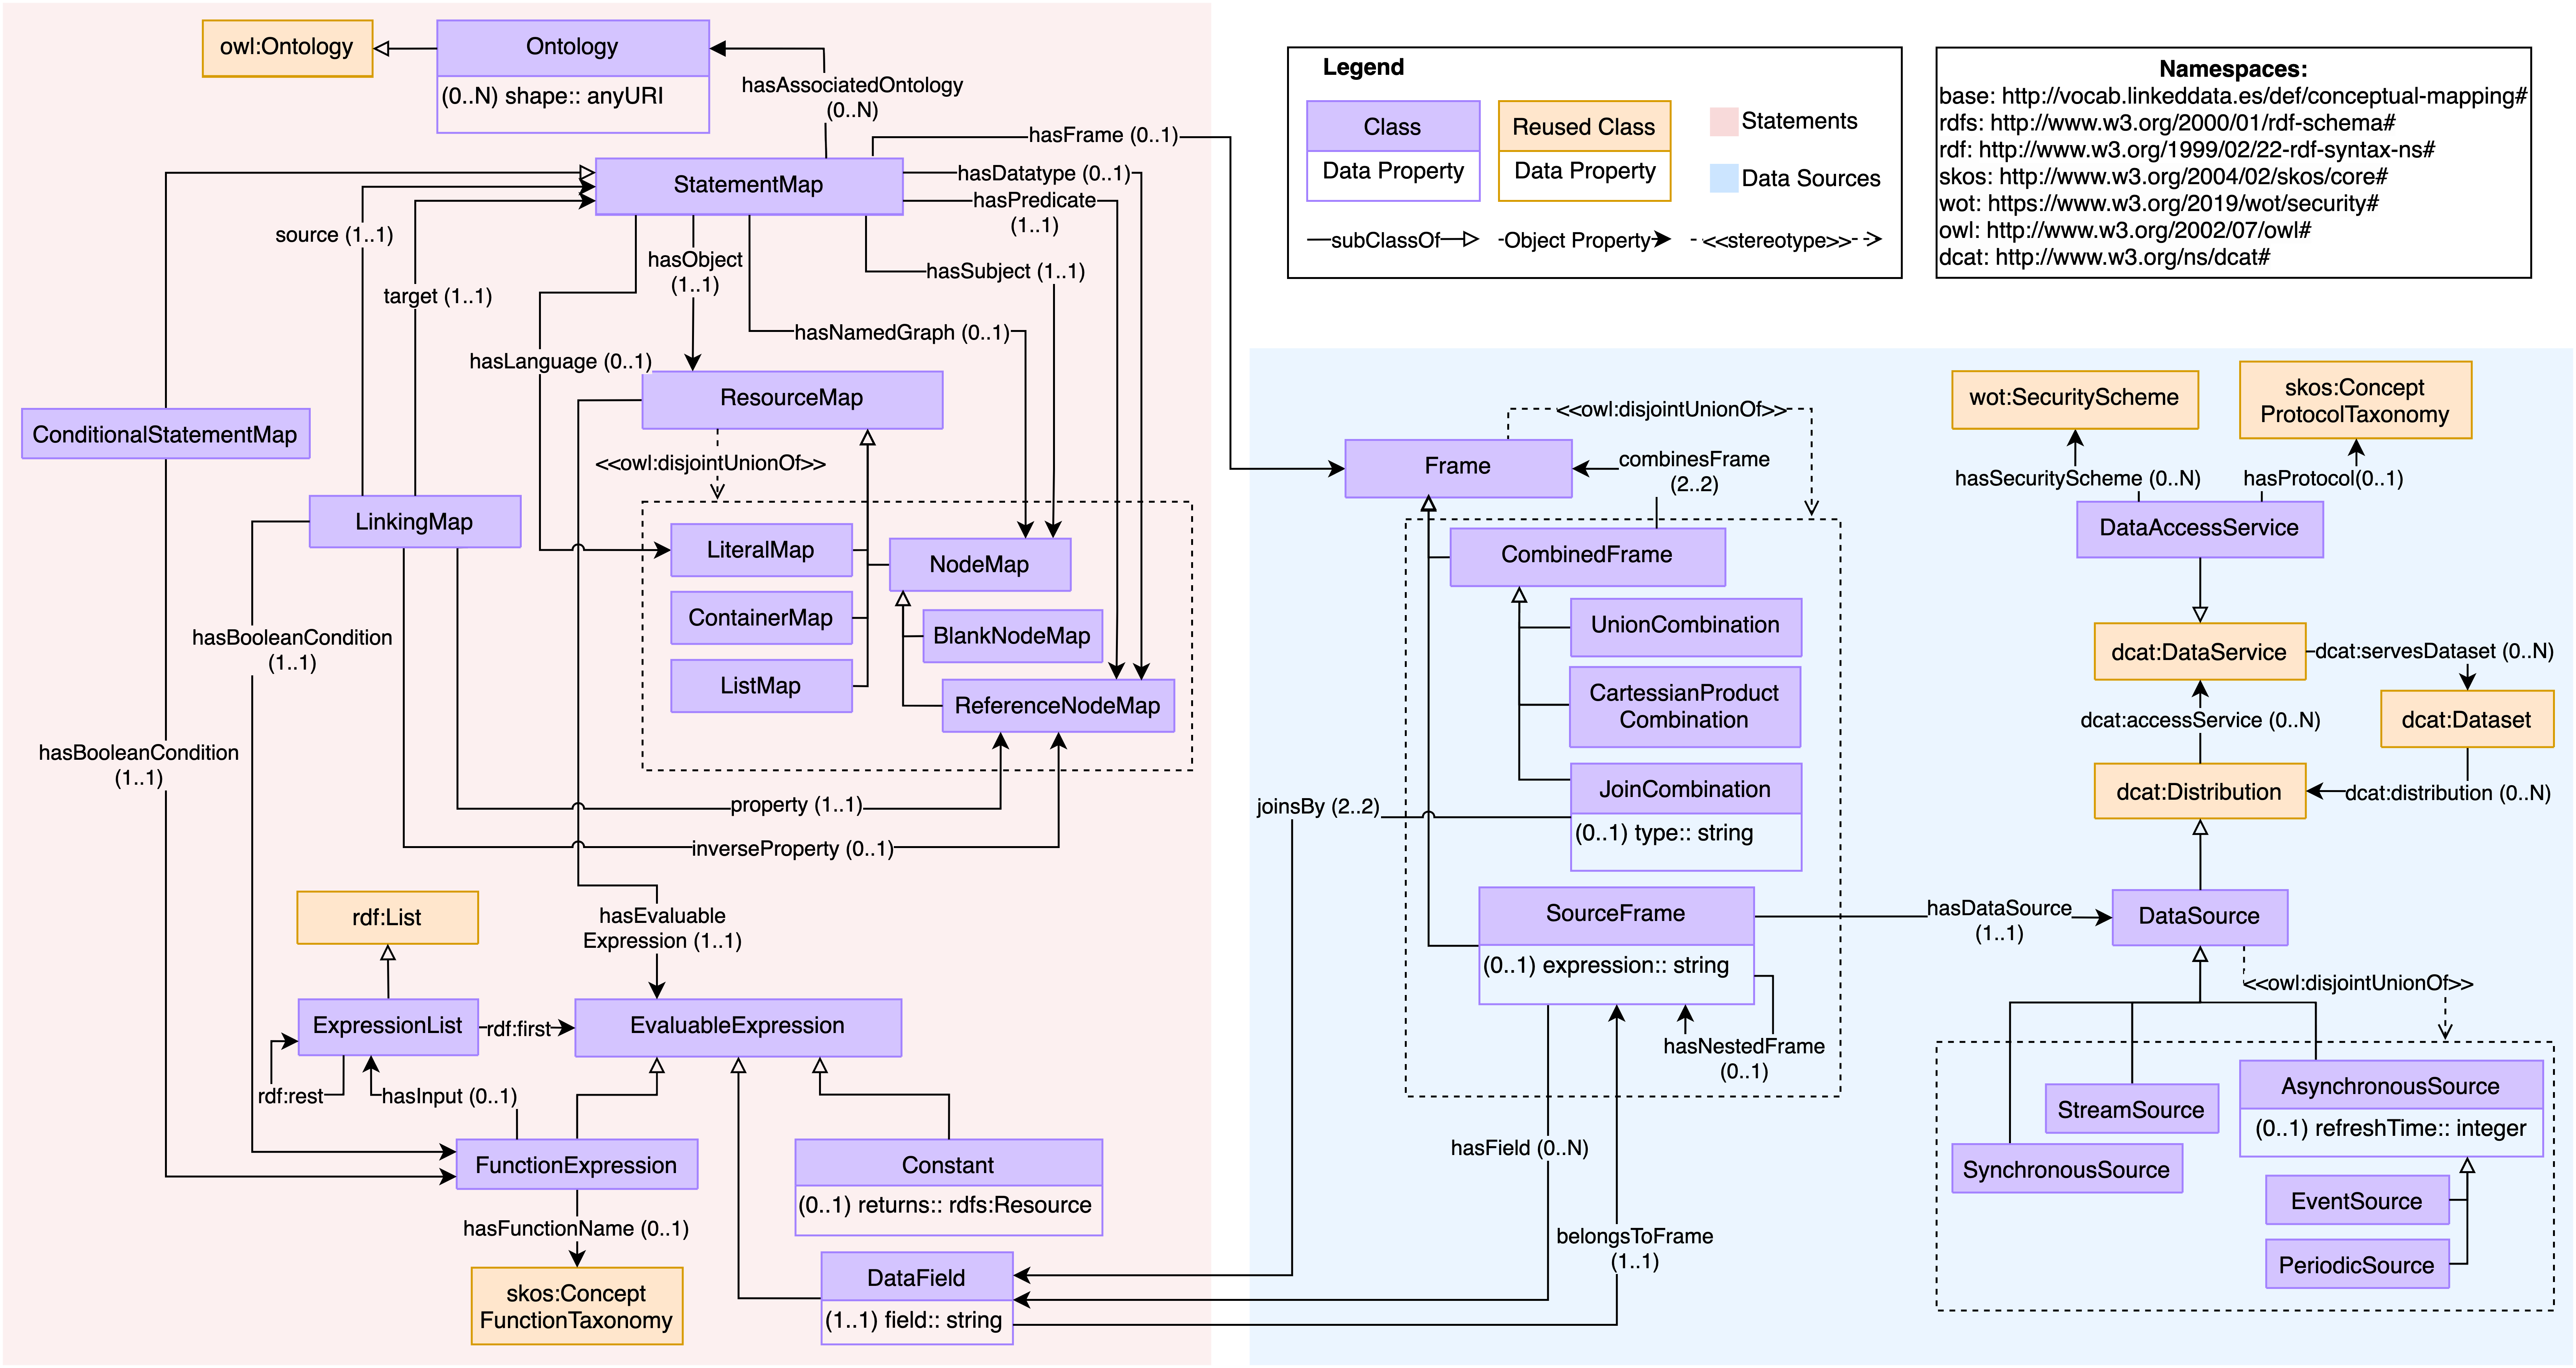 owl:Ontology
Ontology
(0..N) shape:: anyURI
hasAssociatedOntology
(0..N)
hasFrame (0..1)
StatementMap
hasDatatype (0..1)
hasPredicate
(1..1)
source (1..1)
target (1..1)
hasObject
(1..1)
hasSubject (1..1)
hasNamedGraph (0..1)
hasLanguage (0..1)
ResourceMap
ConditionalStatementMap
<<owl:disjointUnionOf>>
LinkingMap
LiteralMap
NodeMap
ContainerMap
BlankNodeMap
ListMap
ReferenceNodeMap
hasBooleanCondition
(1..1)
hasBooleanCondition
(1..1)
property (1..1)
inverseProperty (0..1)
rdf:List
hasEvaluable
Expression (1..1)
ExpressionList
rdf:first
EvaluableExpression
rdf:rest
hasInput (0..1)
FunctionExpression
Constant
(0..1) returns:: rdfs:Resource
hasFunctionName (0..1)
skos:Concept
FunctionTaxonomy
DataField
(1..1) field:: string
Legend
Class
Data Property
Reused Class
Data Property
Statements
Data Sources
subClassOf
Object Property
<<stereotype>>
Namespaces:
base: http://vocab.linkeddata.es/def/conceptual-mapping#
rdfs: http://www.w3.org/2000/01/rdf-schema#
rdf: http://www.w3.org/1999/02/22-rdf-syntax-ns#
skos: http://www.w3.org/2004/02/skos/core#
wot: https://www.w3.org/2019/wot/security#
owl: http://www.w3.org/2002/07/owl#
dcat: http://www.w3.org/ns/dcat#
<<owl:disjointUnionOf>>
Frame
combinesFrame
(2..2)
CombinedFrame
UnionCombination
CartessianProduct
Combination
JoinCombination
(0..1) type:: string
joinsBy (2..2)
SourceFrame
(0..1) expression:: string
hasNestedFrame
(0..1)
hasField (0..N)
belongsToFrame
(1..1)
hasDataSource
(1..1)
wot:SecurityScheme
skos:Concept
ProtocolTaxonomy
hasSecurityScheme (0..N)
hasProtocol(0..1)
DataAccessService
dcat:DataService
dcat:servesDataset (0..N)
dcat:accessService (0..N)
dcat:Dataset
dcat:Distribution
dcat:distribution (0..N)
DataSource
<<owl:disjointUnionOf>>
AsynchronousSource
(0..1) refreshTime:: integer
StreamSource
SynchronousSource
EventSource
PeriodicSource